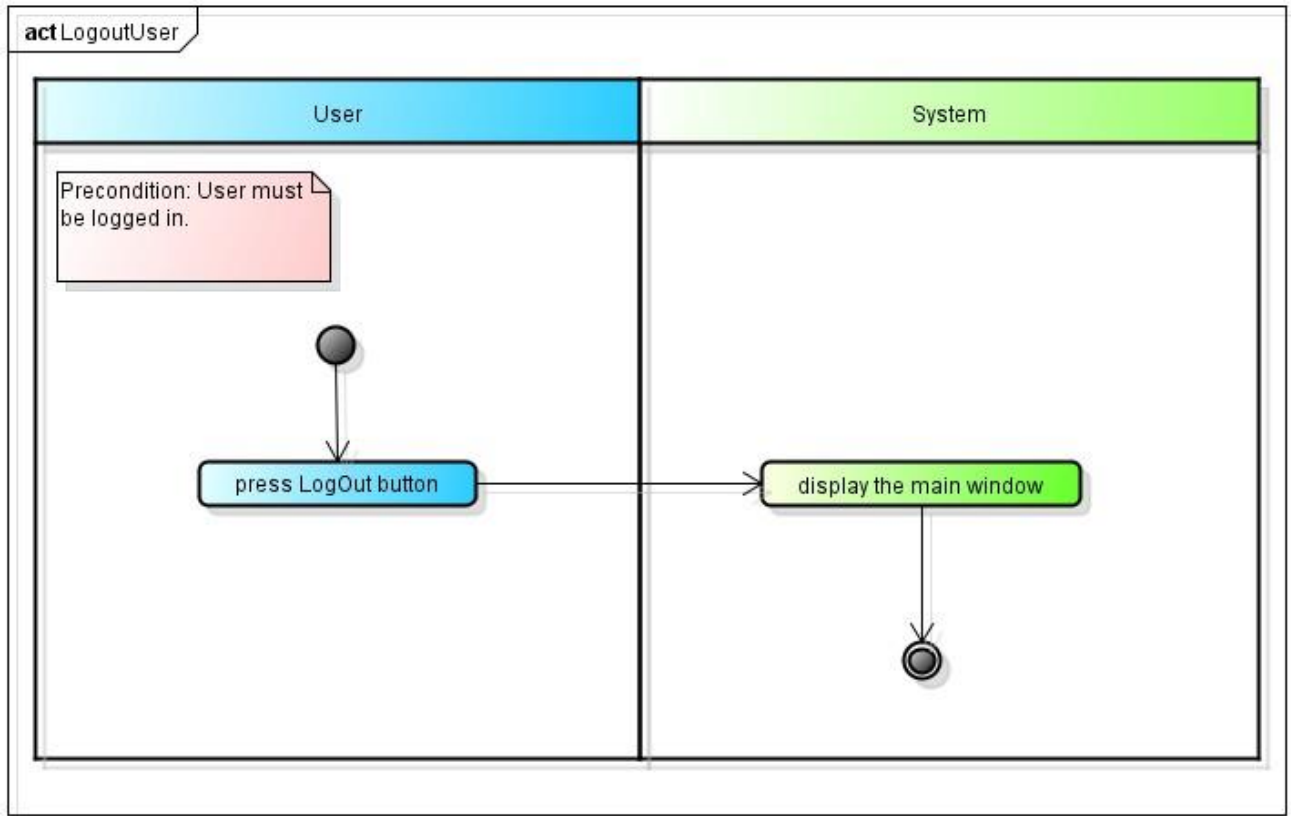 act LogoutUser
User
System
Precondition: User must
be logged in.
press LogOut button
display the main window